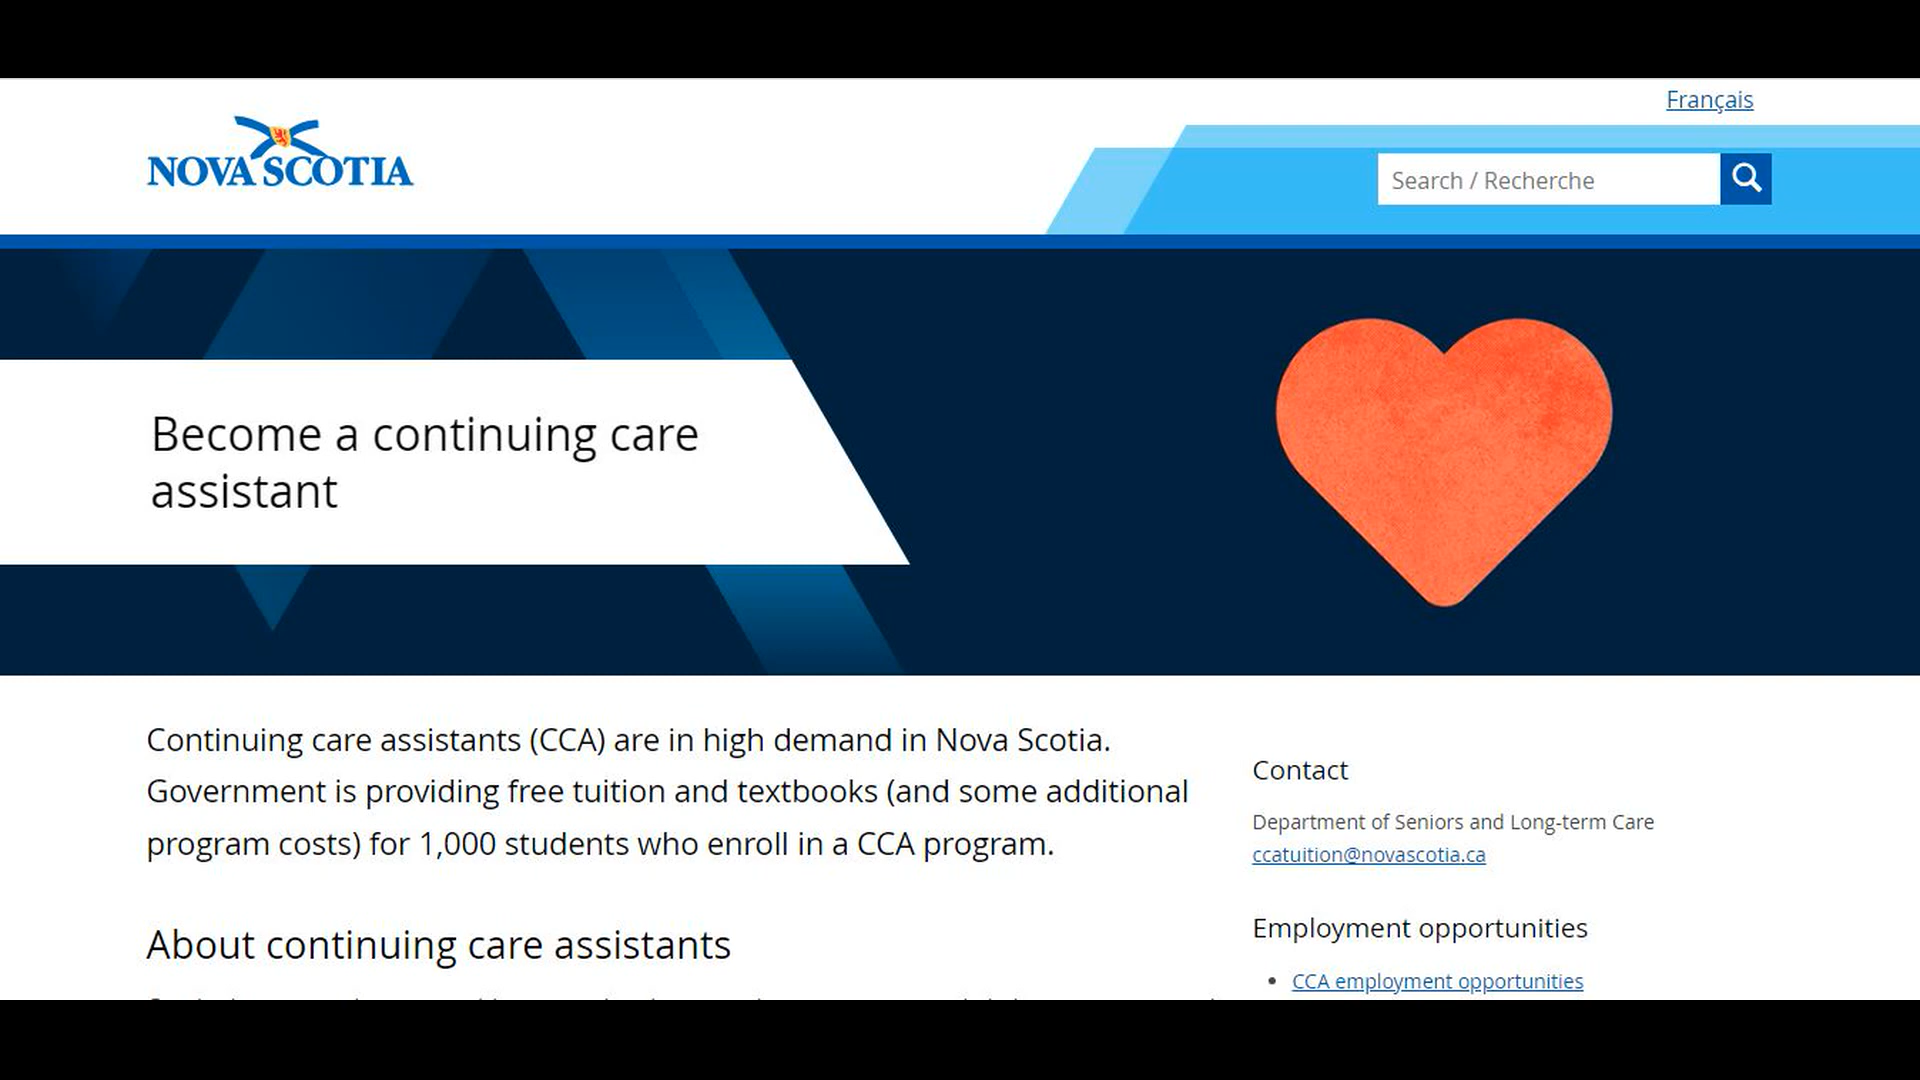 Français
NOVA SCOTIA
Search / Recherche
Become a continuing care
assistant
Continuing care assistants (CCA) are in high demand in Nova Scotia.
Government is providing free tuition and textbooks (and some additional
program costs) for 1,000 students who enroll in a CCA program.
About continuing care assistants
Contact
Department of Seniors and Long-term Care
ccatuition@novascotia.ca
Employment opportunities
• CCA employment opportunities